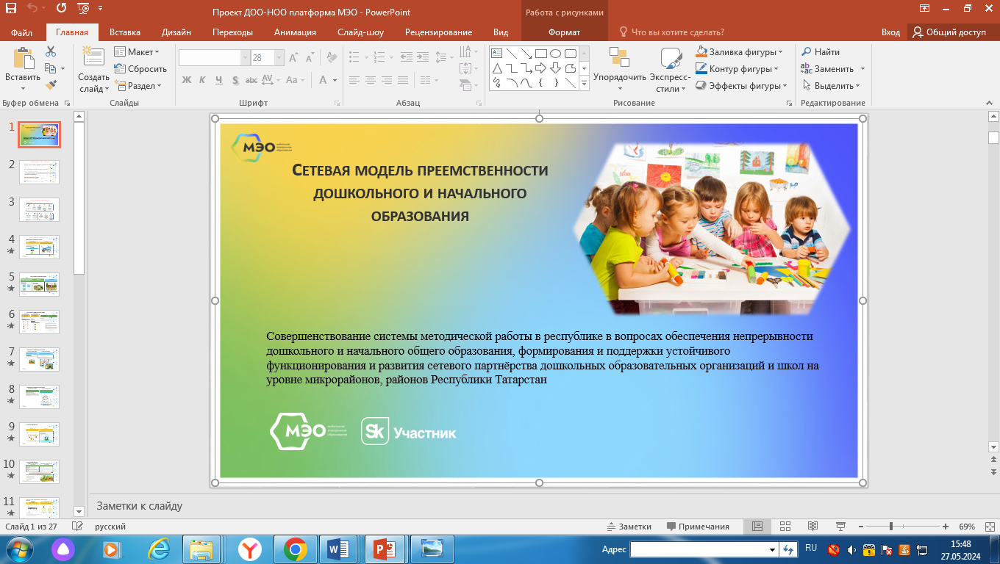 Проект ДОО-НОО платформа МЭО - PowerPoint
Работа с рисунками
Файл Главная Вставка Дизайн Переходы Анимация Слайд-шоу Рецензирование Вид Формат Что вы хотите сделать? Вход Общий доступ
Вставить
Создать слайд
Макет
Сбросить
Раздел
28
Ж К Ч S abc AV Aa A
Упорядочить
Экспресс-стили
Заливка фигуры
Контур фигуры
Эффекты фигуры
Найти
Заменить
Выделить
Буфер обмена Слайды Шрифт Абзац Рисование Редактирование
1
2
3
4
5
6
7
8
9
10
11
МЭО
СЕТЕВАЯ МОДЕЛЬ ПРЕЕМСТВЕННОСТИ
ДОШКОЛЬНОГО И НАЧАЛЬНОГО
ОБРАЗОВАНИЯ
Совершенствование системы методической работы в республике в вопросах обеспечения непрерывности
дошкольного и начального общего образования, формирования и поддержки устойчивого
функционирования и развития сетевого партнёрства дошкольных образовательных организаций и школ на
уровне микрорайонов, районов Республики Татарстан
МЭО мобильное электронное образование Sk Участник
Заметки к слайду
Слайд 1 из 27 русский Заметки Примечания 69%
Адрес RU 15:48
27.05.2024